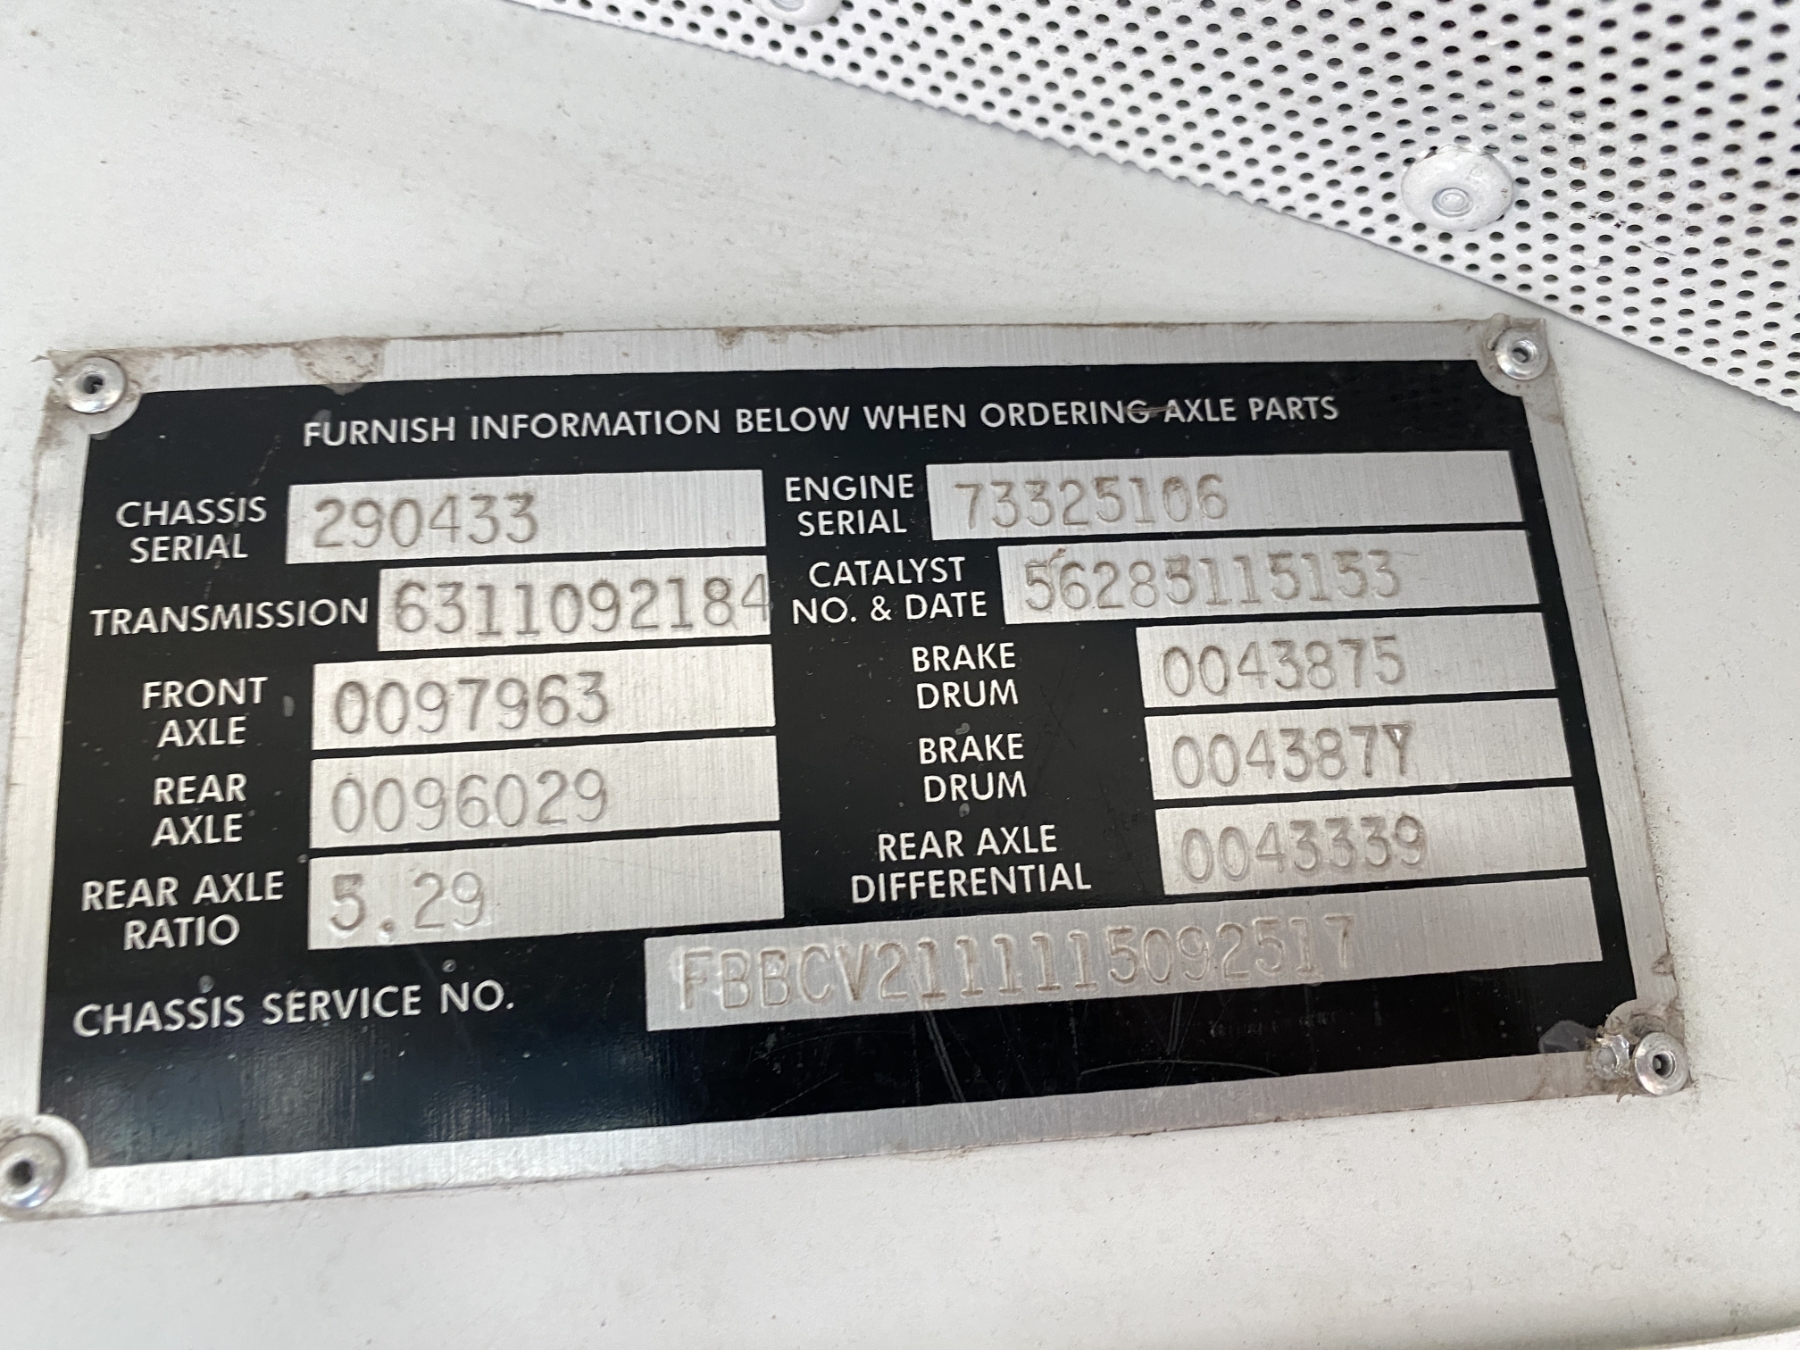 FURNISH INFORMATION BELOW WHEN ORDERING AXLE PARTS
CHASSIS SERIAL 290433
ENGINE SERIAL 73325106
TRANSMISSION 6311092184
CATALYST NO. & DATE 56285115153
FRONT AXLE 0097963
BRAKE DRUM 0043875
REAR AXLE 0096029
BRAKE DRUM 004387Y
REAR AXLE RATIO 5.29
REAR AXLE DIFFERENTIAL 0043339
CHASSIS SERVICE NO. FBBCV2111115092517